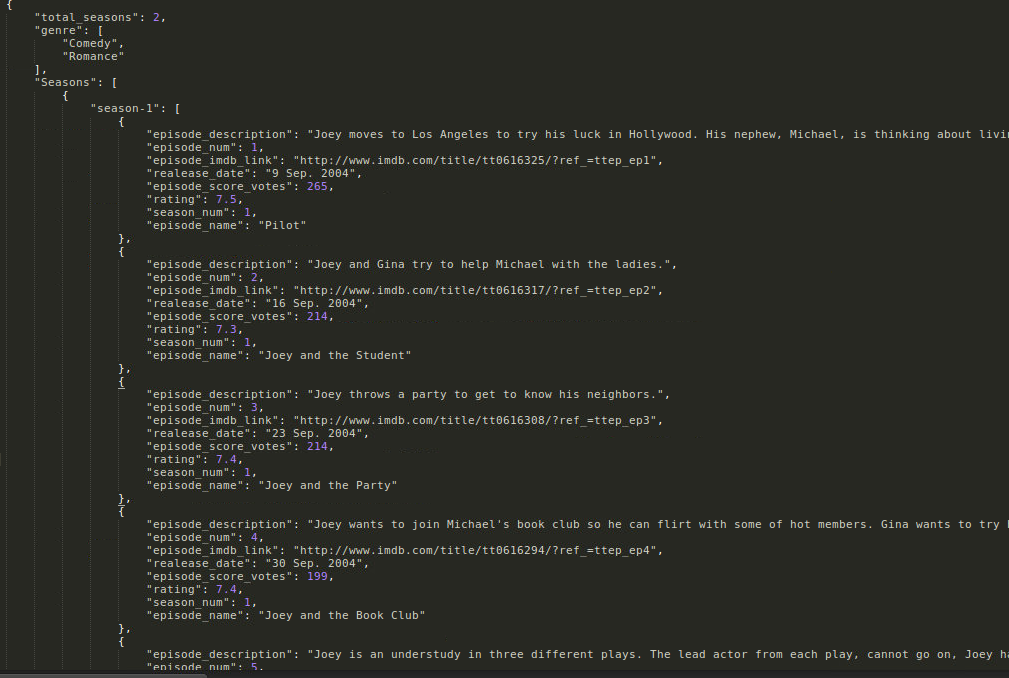 {
"total_seasons": 2,
"genre": [
"Comedy",
"Romance"
],
"Seasons": [
{
"season-1": [
{
"episode_description": "Joey moves to Los Angeles to try his luck in Hollywood. His nephew, Michael, is thinking about livi
"episode_num": 1,
"episode_imdb_link": "http://www.imdb.com/title/tt0616325/?ref_=ttep_ep1",
"realease_date": "9 Sep. 2004",
"episode_score_votes": 265,
"rating": 7.5,
"season_num": 1,
"episode_name": "Pilot"
},
{
"episode_description": "Joey and Gina try to help Michael with the ladies.",
"episode_num": 2,
"episode_imdb_link": "http://www.imdb.com/title/tt0616317/?ref_=ttep_ep2",
"realease_date": "16 Sep. 2004",
"episode_score_votes": 214,
"rating": 7.3,
"season_num": 1,
"episode_name": "Joey and the Student"
},
{
"episode_description": "Joey throws a party to get to know his neighbors.",
"episode_num": 3,
"episode_imdb_link": "http://www.imdb.com/title/tt0616308/?ref_=ttep_ep3",
"realease_date": "23 Sep. 2004",
"episode_score_votes": 214,
"rating": 7.4,
"season_num": 1,
"episode_name": "Joey and the Party"
},
{
"episode_description": "Joey wants to join Michael's book club so he can flirt with some of hot members. Gina wants to try
"episode_num": 4,
"episode_imdb_link": "http://www.imdb.com/title/tt0616294/?ref_=ttep_ep4",
"realease_date": "30 Sep. 2004",
"episode_score_votes": 199,
"rating": 7.4,
"season_num": 1,
"episode_name": "Joey and the Book Club"
},
{
"episode_description": "Joey is an understudy in three different plays. The lead actor from each play, cannot go on, Joey ha
"episode_num": 5,